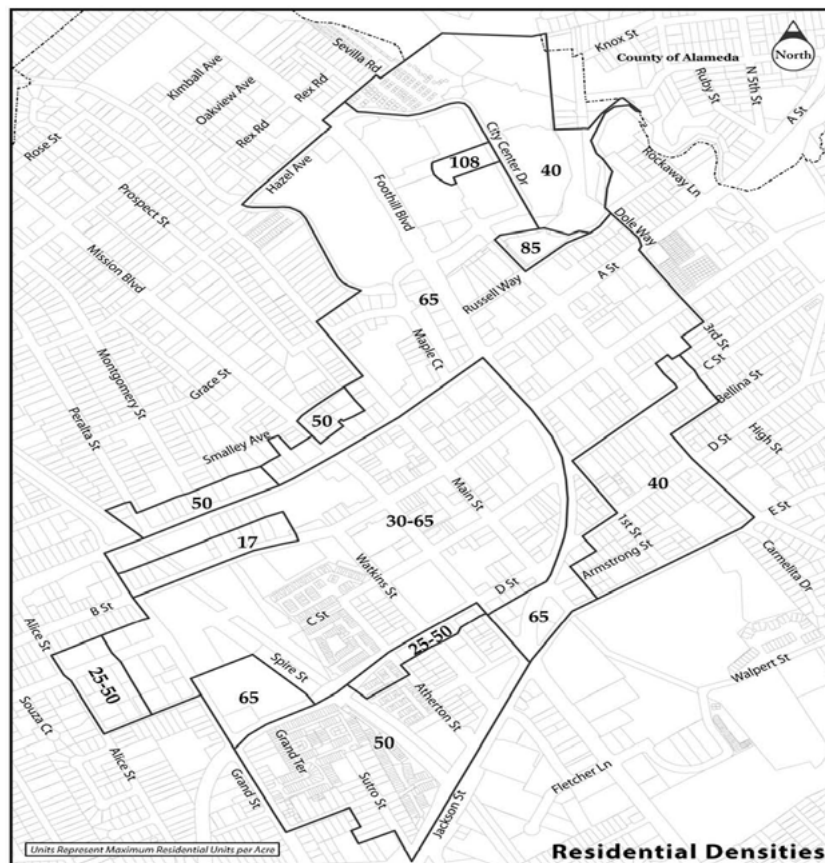 Knox St
Sevilla Rd
County of Alameda
North
Kimball Ave
Oakview Ave
Rex Rd
Ruby St
N 5th St
A St
Rose St
Rex Rd
City Center Dr
Rockaway Ln
Hazel Ave
108
40
Foothill Blvd
Prospect St
Dole Way
85
Mission Blvd
A St
Russell Way
65
Maple Ct
3rd St
C St
Montgomery St
Grace St
Bellina St
Peralta St
50
High St
D St
Smalley Ave
40
Main St
50
E St
30-65
1st St
17
Armstrong St
Carmelita Dr
Watkins St
D St
B St
C St
65
Alice St
25-50
Spire St
Walpert St
25-50
65
Atherton St
Souza Ct
50
Grand Ter
Alice St
Fletcher Ln
Grand St
Sutro St
Jackson St
Units Represent Maximum Residential Units per Acre
Residential Densities